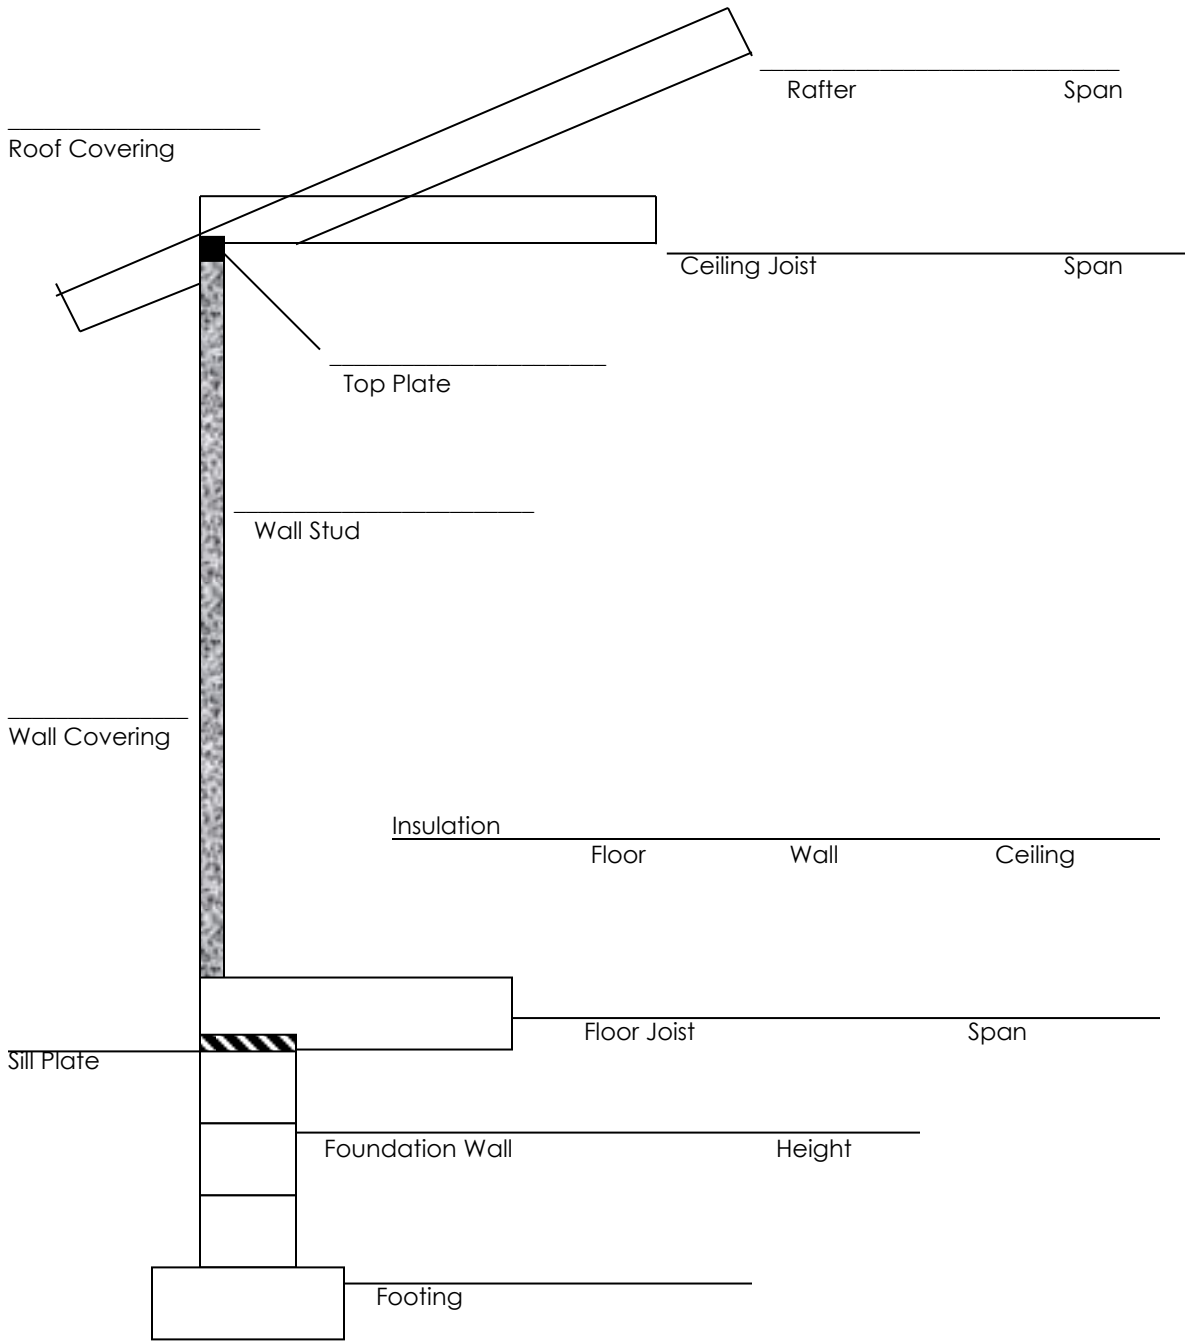 Rafter Span
Roof Covering
Ceiling Joist Span
Top Plate
Wall Stud
Wall Covering
Insulation
Floor Wall Ceiling
Floor Joist Span
Sill Plate
Foundation Wall Height
Footing